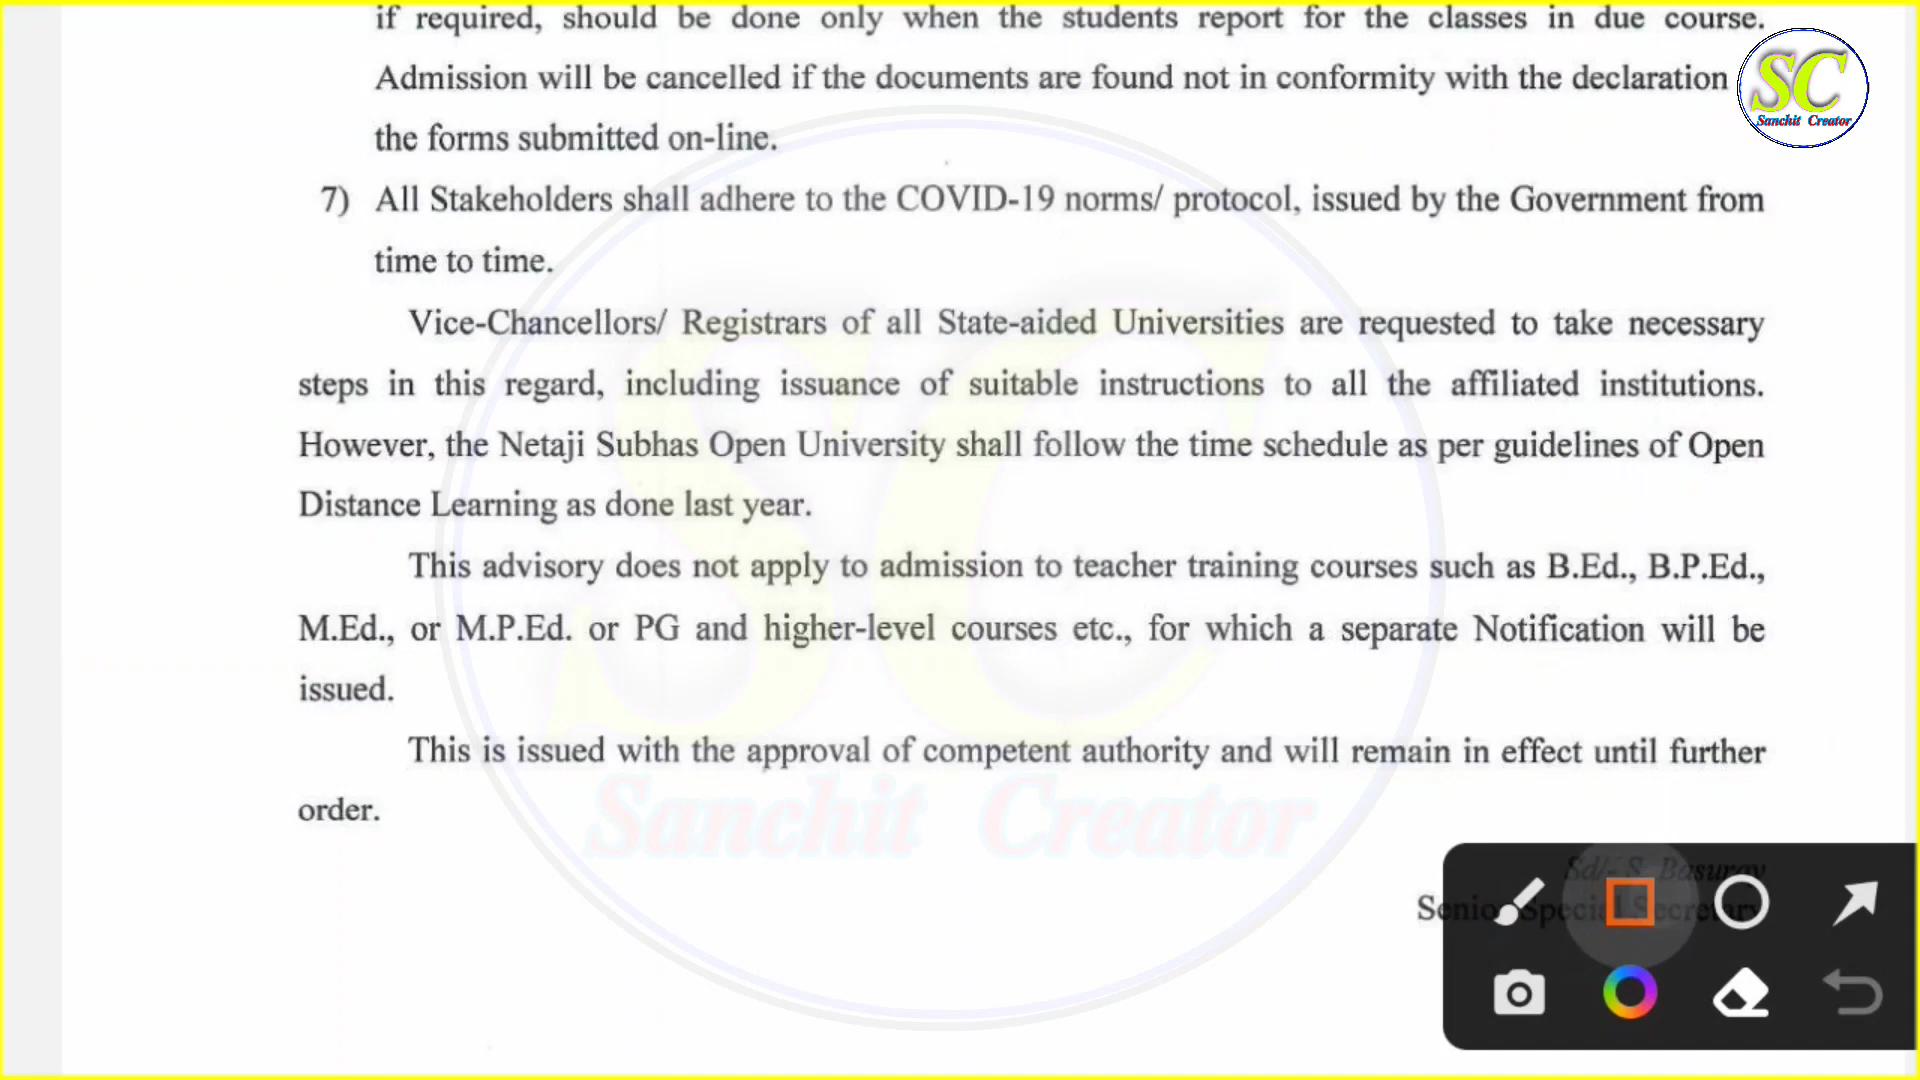 if required, should be done only when the students report for the classes in due course.
Admission will be cancelled if the documents are found not in conformity with the declaration
the forms submitted on-line.
7) All Stakeholders shall adhere to the COVID-19 norms/ protocol, issued by the Government from
time to time.
Vice-Chancellors/ Registrars of all State-aided Universities are requested to take necessary
steps in this regard, including issuance of suitable instructions to all the affiliated institutions.
However, the Netaji Subhas Open University shall follow the time schedule as per guidelines of Open
Distance Learning as done last year.
This advisory does not apply to admission to teacher training courses such as B.Ed., B.P.Ed.,
M.Ed., or M.P.Ed. or PG and higher-level courses etc., for which a separate Notification will be
issued.
This is issued with the approval of competent authority and will remain in effect until further
order.
Sd/- S. Basuray
Senior Special Secretary
SC
Sanchit Creator
SC
Sanchit Creator